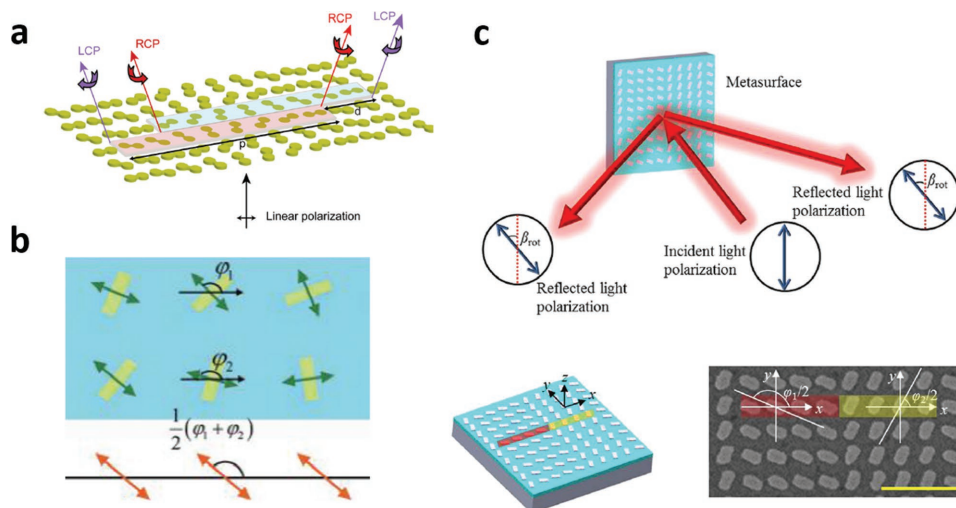 a
LCP
RCP
RCP
LCP
d
p
Linear polarization
b
φ₁
φ₂
1/2(φ₁+φ₂)
c
Metasurface
β_rot
Reflected light
polarization
β_rot
Reflected light
polarization
Incident light
polarization
z
y
x
y
φ₁/2
x
y
φ₂/2
x